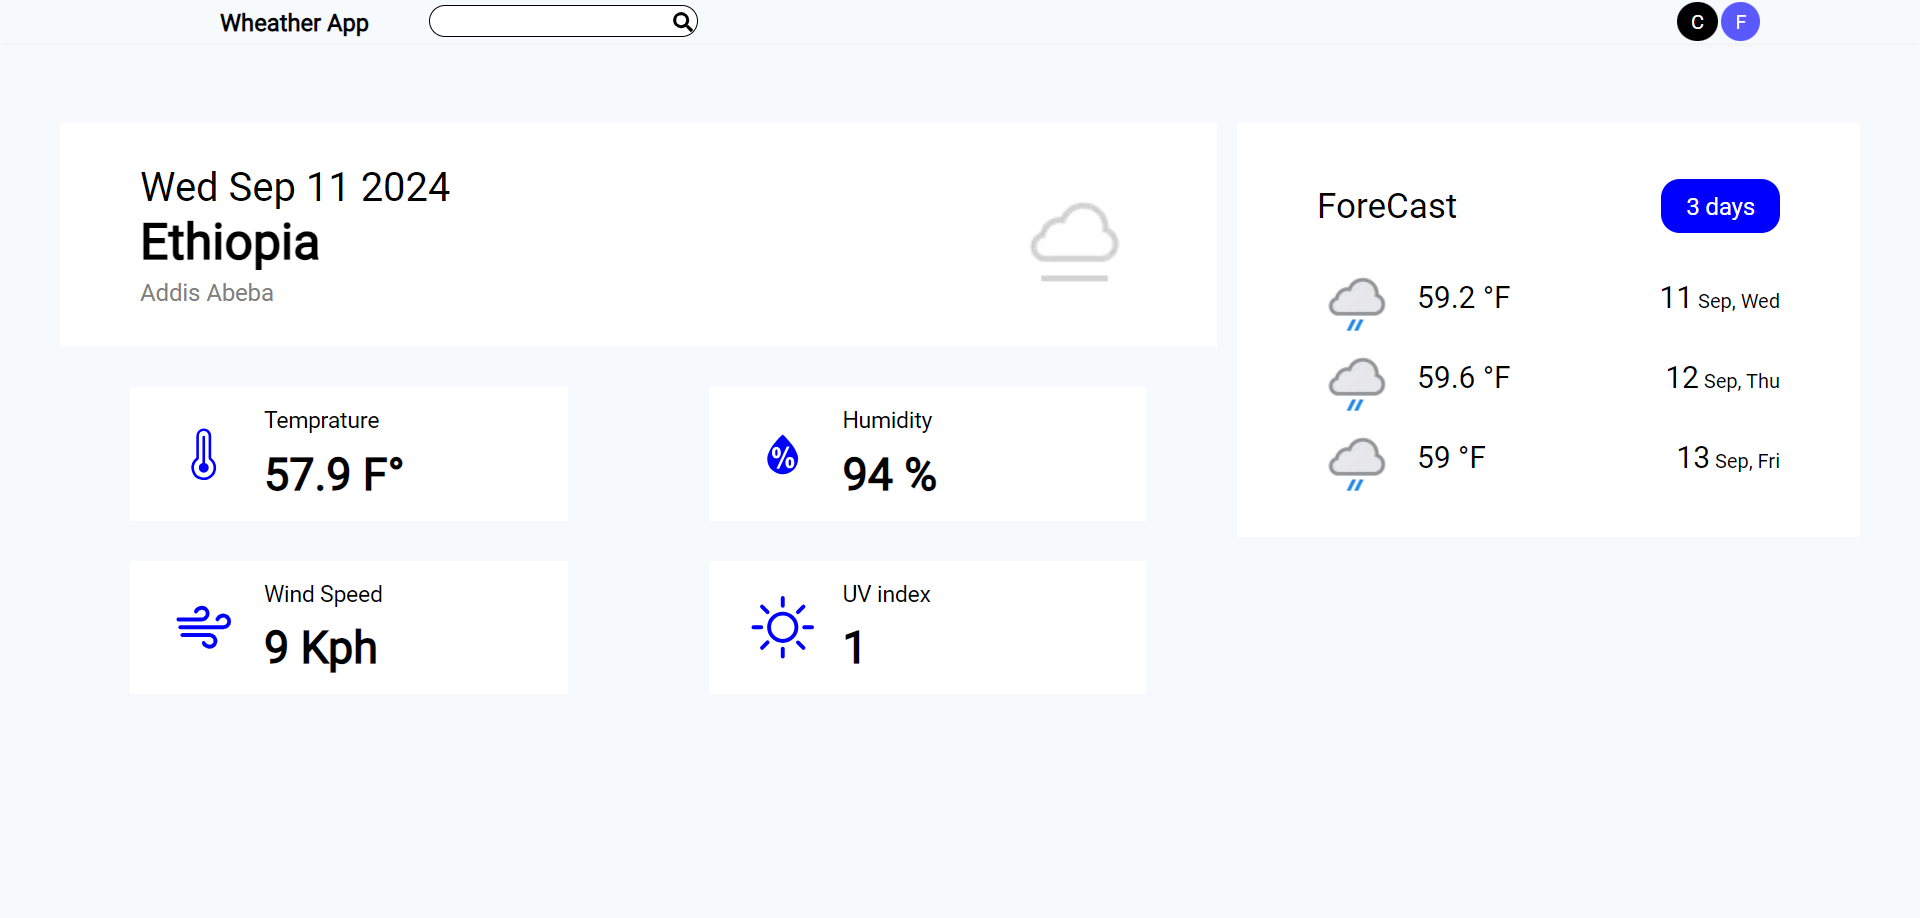 Wheather App
C F
Wed Sep 11 2024
Ethiopia
Addis Abeba
Temprature
57.9 F°
Humidity
94 %
Wind Speed
9 Kph
UV index
1
ForeCast
3 days
59.2 °F 11 Sep, Wed
59.6 °F 12 Sep, Thu
59 °F 13 Sep, Fri